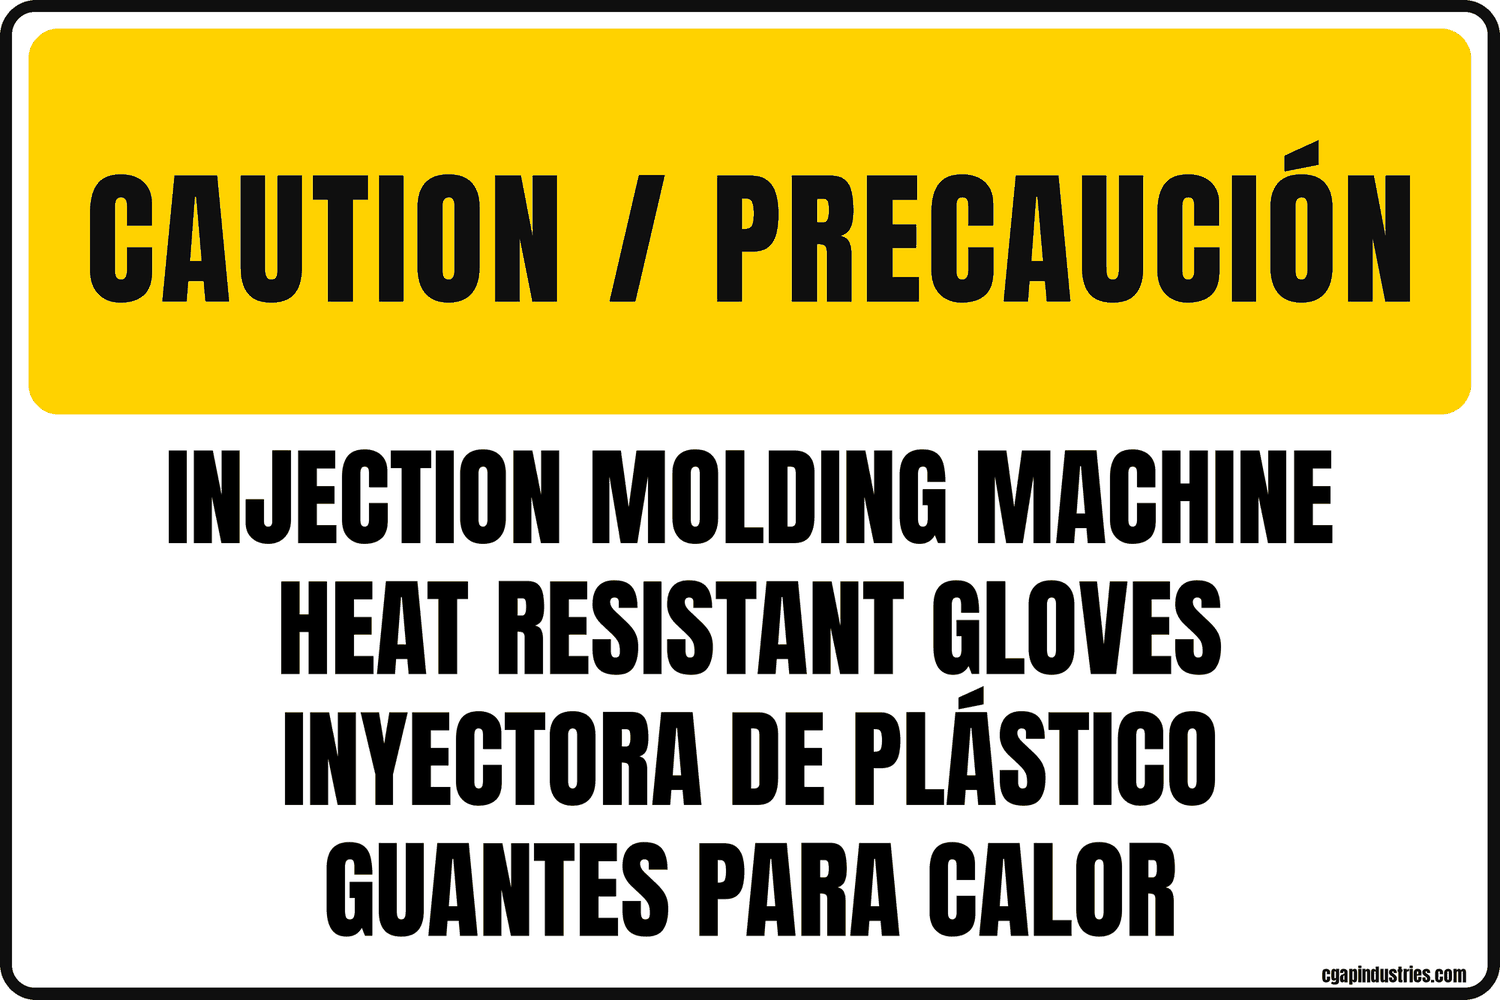 CAUTION / PRECAUCIÓN
INJECTION MOLDING MACHINE
HEAT RESISTANT GLOVES
INYECTORA DE PLÁSTICO
GUANTES PARA CALOR
cgapindustries.com